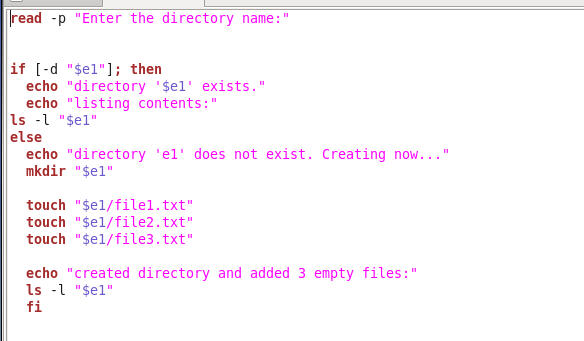 read -p "Enter the directory name:"
if [-d "$e1"]; then
echo "directory '$e1' exists."
echo "listing contents:"
ls -l "$e1"
else
echo "directory 'e1' does not exist. Creating now..."
mkdir "$e1"
touch "$e1/file1.txt"
touch "$e1/file2.txt"
touch "$e1/file3.txt"
echo "created directory and added 3 empty files:"
ls -l "$e1"
fi